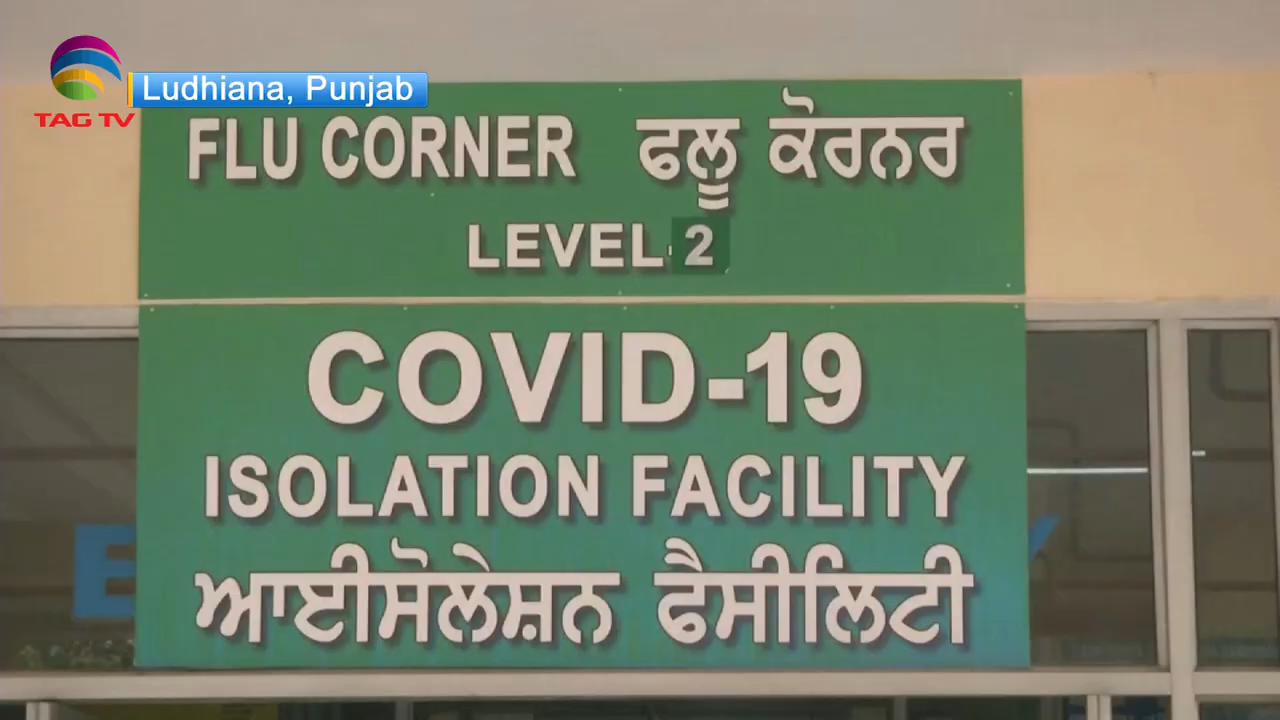 Ludhiana, Punjab
TAG TV
FLU CORNER ਫਲੂ ਕੋਰਨਰ
LEVEL-2
COVID-19
ISOLATION FACILITY
ਆਈਸੋਲੇਸ਼ਨ ਫੈਸੀਲਿਟੀ